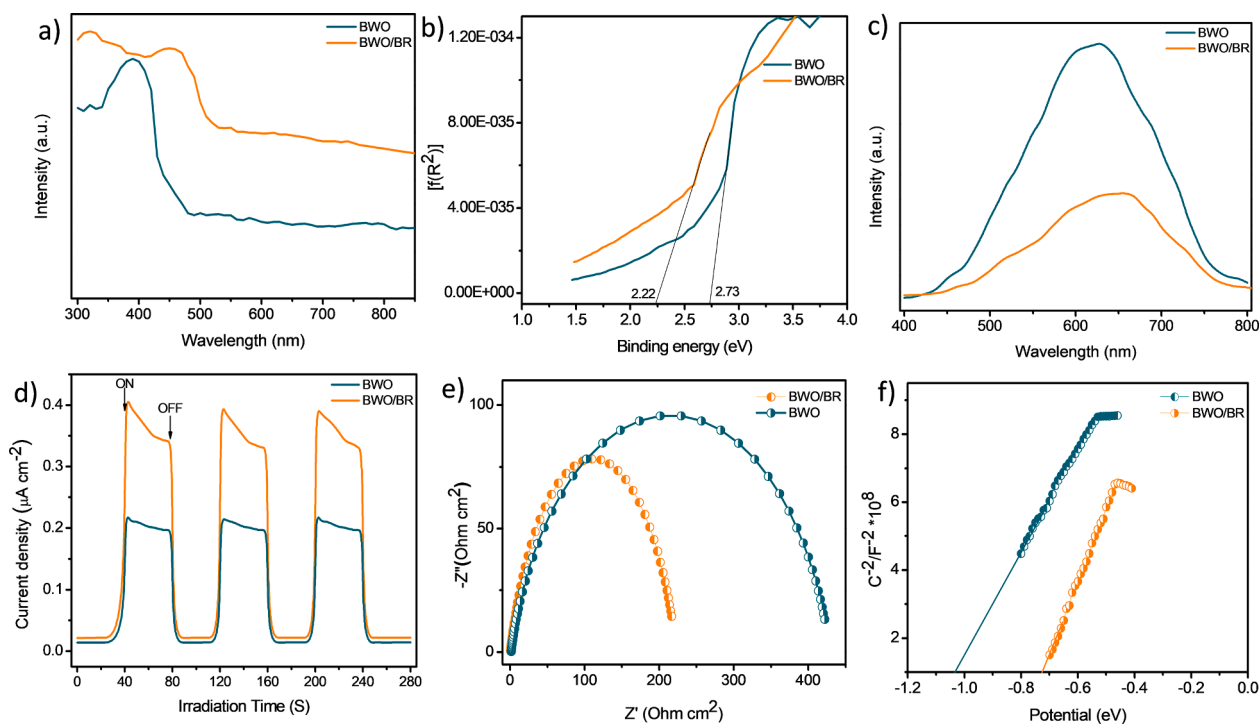 a)
BWO
BWO/BR
Intensity (a.u.)
300 400 500 600 700 800
Wavelength (nm)
b)
BWO
BWO/BR
[f(R²)]
1.20E-034
8.00E-035
4.00E-035
0.00E+000
2.22
2.73
1.0 1.5 2.0 2.5 3.0 3.5 4.0
Binding energy (eV)
c)
BWO
BWO/BR
Intensity (a.u.)
400 500 600 700 800
Wavelength (nm)
d)
BWO
BWO/BR
ON
OFF
Current density (μA cm⁻²)
0.4
0.3
0.2
0.1
0.0
0 40 80 120 160 200 240 280
Irradiation Time (S)
e)
BWO/BR
BWO
-Z"(Ohm cm²)
100
50
0
0 100 200 300 400
Z' (Ohm cm²)
f)
BWO
BWO/BR
C⁻²/F⁻² *10⁸
8
6
4
2
-1.2 -1.0 -0.8 -0.6 -0.4 0.0
Potential (eV)